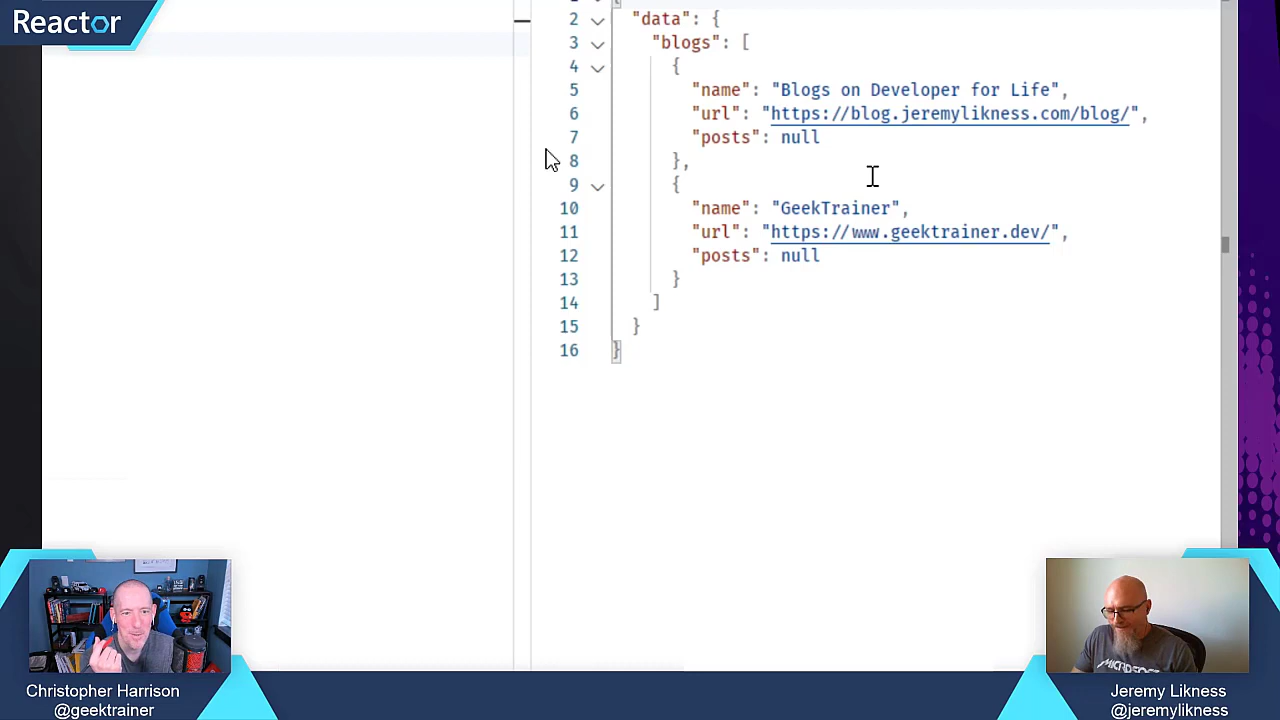 Reactor
2 "data": {
3 "blogs": [
4 {
5 "name": "Blogs on Developer for Life",
6 "url": "https://blog.jeremylikness.com/blog/",
7 "posts": null
8 },
9 {
10 "name": "GeekTrainer",
11 "url": "https://www.geektrainer.dev/",
12 "posts": null
13 }
14 ]
15 }
16 }
Christopher Harrison
@geektrainer
Jeremy Likness
@jeremylikness